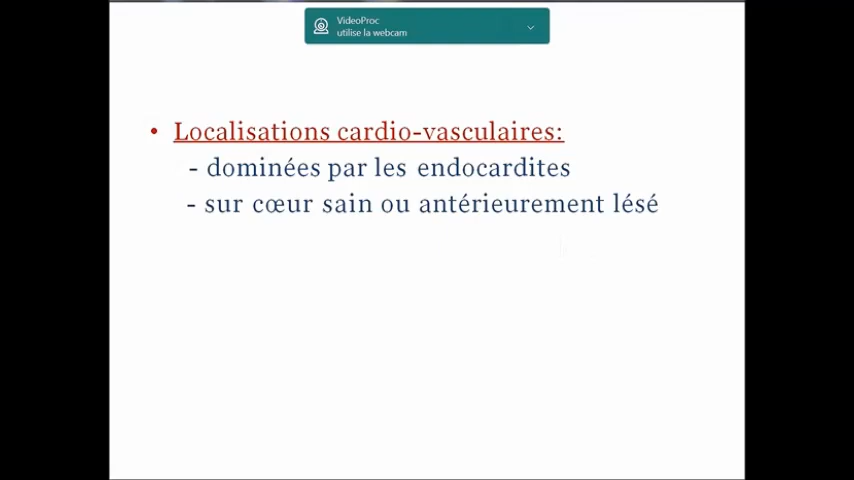 VideoProc
utilise la webcam
• Localisations cardio-vasculaires:
- dominées par les endocardites
- sur cœur sain ou antérieurement lésé